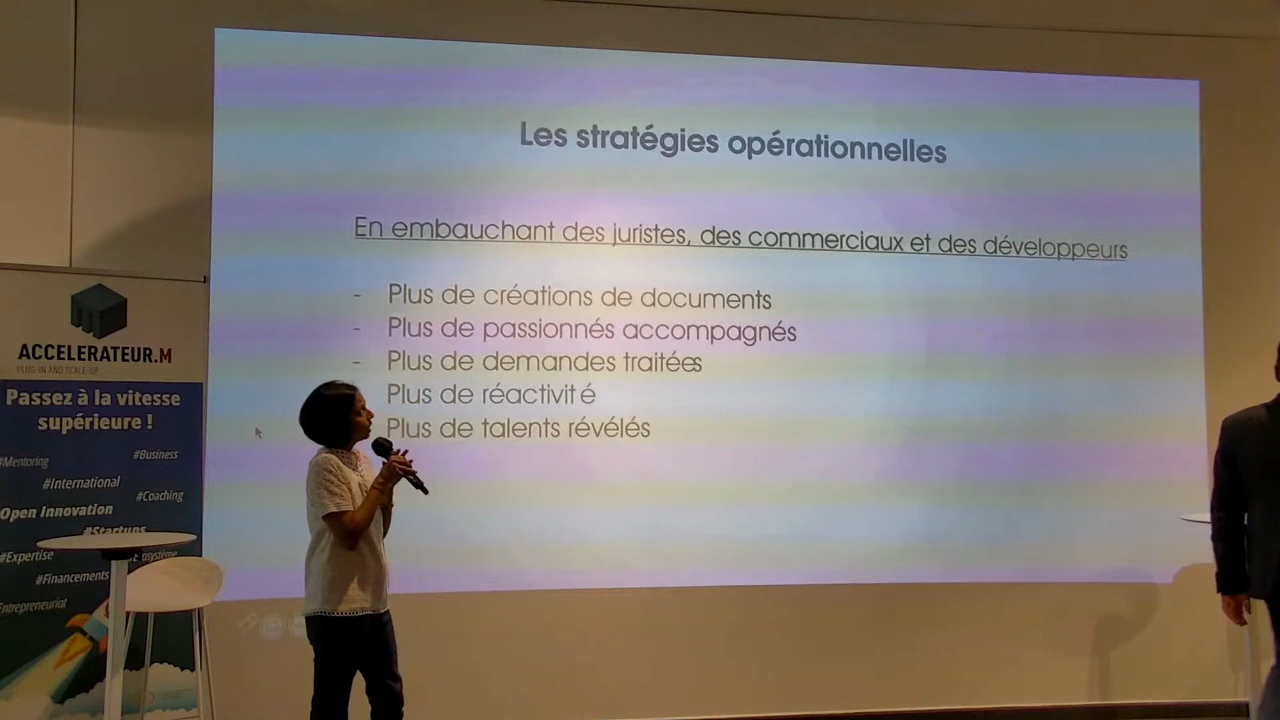 Les stratégies opérationnelles
En embauchant des juristes, des commerciaux et des développeurs
- Plus de créations de documents
- Plus de passionnés accompagnés
- Plus de demandes traitées
Plus de réactivité
Plus de talents révélés
ACCELERATEUR.M
PLUG-IN AND SCALE-UP
Passez à la vitesse
supérieure !
#Mentoring
#Business
#International
#Coaching
Open Innovation
#Startups
#Expertise
#Financements
Entrepreneuriat